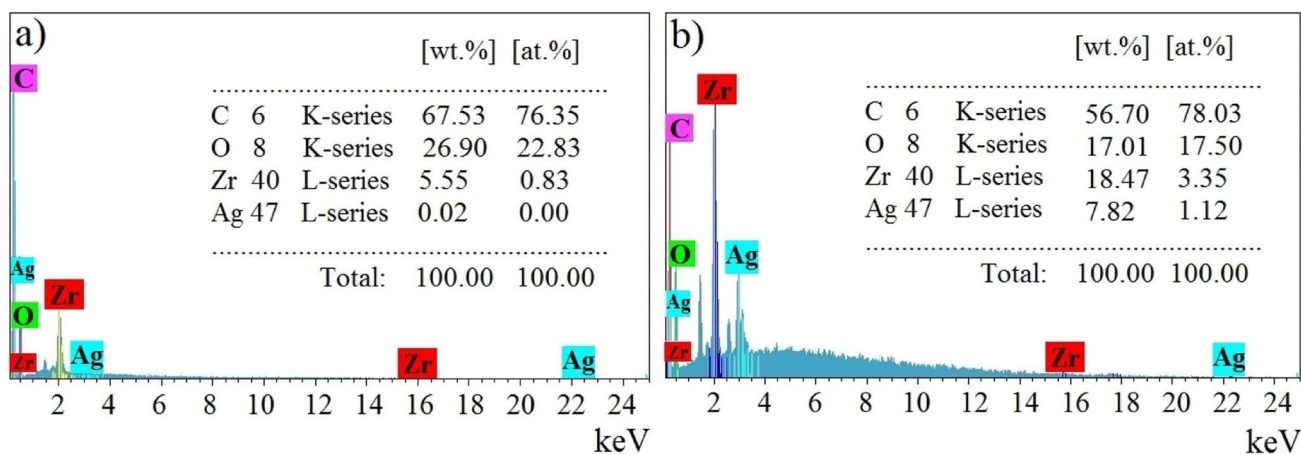 a)
[wt.%] [at.%]
C 6 K-series 67.53 76.35
O 8 K-series 26.90 22.83
Zr 40 L-series 5.55 0.83
Ag 47 L-series 0.02 0.00
Total: 100.00 100.00
C
Ag
O
Zr
Zr
Ag
Zr
Ag
2 4 6 8 10 12 14 16 18 20 22 24
keV
b)
[wt.%] [at.%]
C 6 K-series 56.70 78.03
O 8 K-series 17.01 17.50
Zr 40 L-series 18.47 3.35
Ag 47 L-series 7.82 1.12
Total: 100.00 100.00
Zr
C
O
Ag
Ag
Zr
Zr
Ag
2 4 6 8 10 12 14 16 18 20 22 24
keV